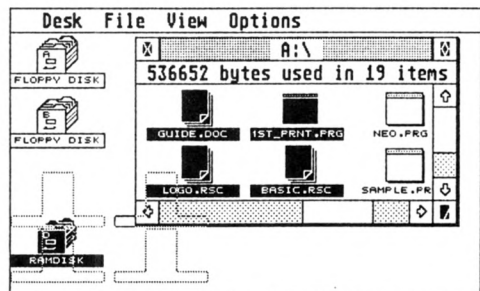 Desk File View Options
A:\
536652 bytes used in 19 items
A
FLOPPY DISK
GUIDE.DOC 1ST_PRNT.PRG NEO.PRG
B
FLOPPY DISK
LOGO.RSC BASIC.RSC SAMPLE.PR
D
RAMDISK